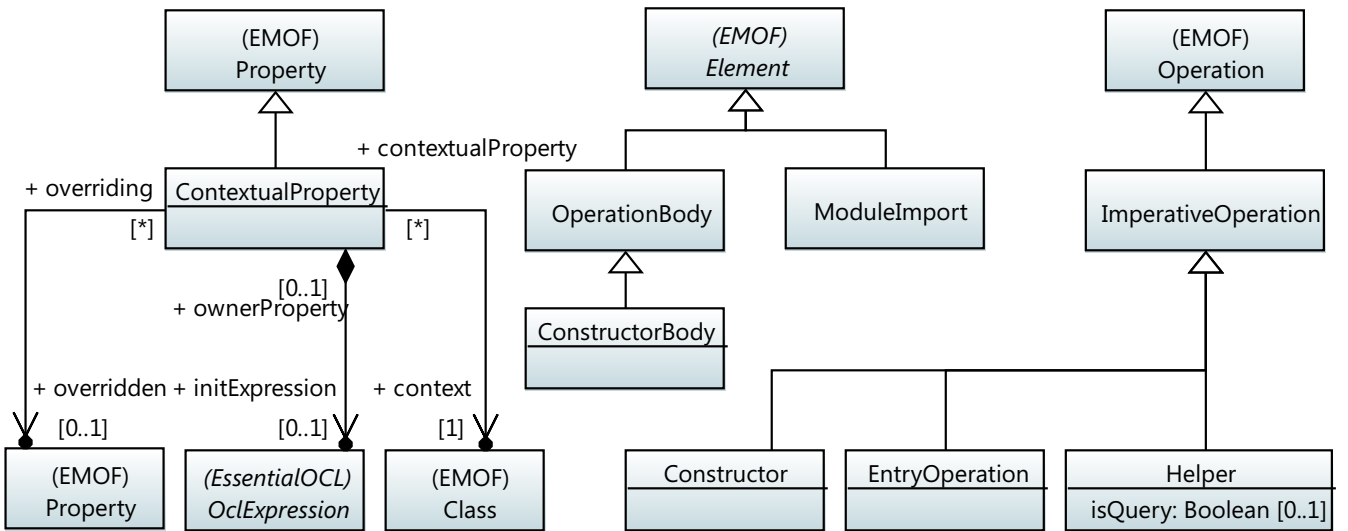 (EMOF)
Property
(EMOF)
Element
(EMOF)
Operation
+ contextualProperty
+ overriding
ContextualProperty
[*]
[*]
OperationBody
ModuleImport
ImperativeOperation
[0..1]
+ ownerProperty
ConstructorBody
+ overridden
+ initExpression
+ context
[0..1]
[0..1]
[1]
(EMOF)
Property
(EssentialOCL)
OclExpression
(EMOF)
Class
Constructor
EntryOperation
Helper
isQuery: Boolean [0..1]